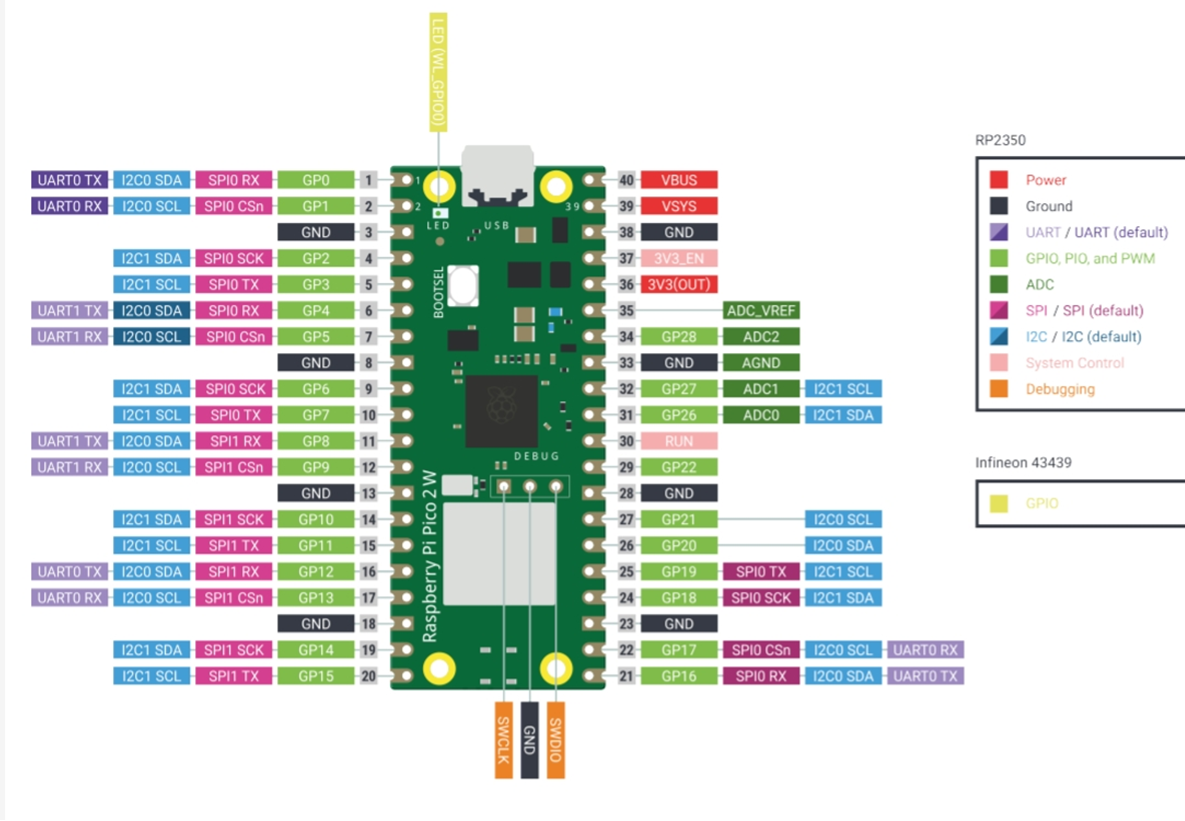 LED (WL_GPIO0)
UART0 TX I2C0 SDA SPI0 RX GP0 1
UART0 RX I2C0 SCL SPI0 CSn GP1 2
GND 3
I2C1 SDA SPI0 SCK GP2 4
I2C1 SCL SPI0 TX GP3 5
UART1 TX I2C0 SDA SPI0 RX GP4 6
UART1 RX I2C0 SCL SPI0 CSn GP5 7
GND 8
I2C1 SDA SPI0 SCK GP6 9
I2C1 SCL SPI0 TX GP7 10
UART1 TX I2C0 SDA SPI1 RX GP8 11
UART1 RX I2C0 SCL SPI1 CSn GP9 12
GND 13
I2C1 SDA SPI1 SCK GP10 14
I2C1 SCL SPI1 TX GP11 15
UART0 TX I2C0 SDA SPI1 RX GP12 16
UART0 RX I2C0 SCL SPI1 CSn GP13 17
GND 18
I2C1 SDA SPI1 SCK GP14 19
I2C1 SCL SPI1 TX GP15 20
1
2
39
LED
USB
BOOTSEL
DEBUG
Raspberry Pi Pico 2 W
SWCLK
GND
SWDIO
40 VBUS
39 VSYS
38 GND
37 3V3_EN
36 3V3(OUT)
35 ADC_VREF
34 GP28 ADC2
33 GND AGND
32 GP27 ADC1 I2C1 SCL
31 GP26 ADC0 I2C1 SDA
30 RUN
29 GP22
28 GND
27 GP21 I2C0 SCL
26 GP20 I2C0 SDA
25 GP19 SPI0 TX I2C1 SCL
24 GP18 SPI0 SCK I2C1 SDA
23 GND
22 GP17 SPI0 CSn I2C0 SCL UART0 RX
21 GP16 SPI0 RX I2C0 SDA UART0 TX
RP2350
Power
Ground
UART / UART (default)
GPIO, PIO, and PWM
ADC
SPI / SPI (default)
I2C / I2C (default)
System Control
Debugging
Infineon 43439
GPIO